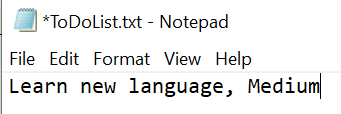 *ToDoList.txt - Notepad
File Edit Format View Help
Learn new language, Medium